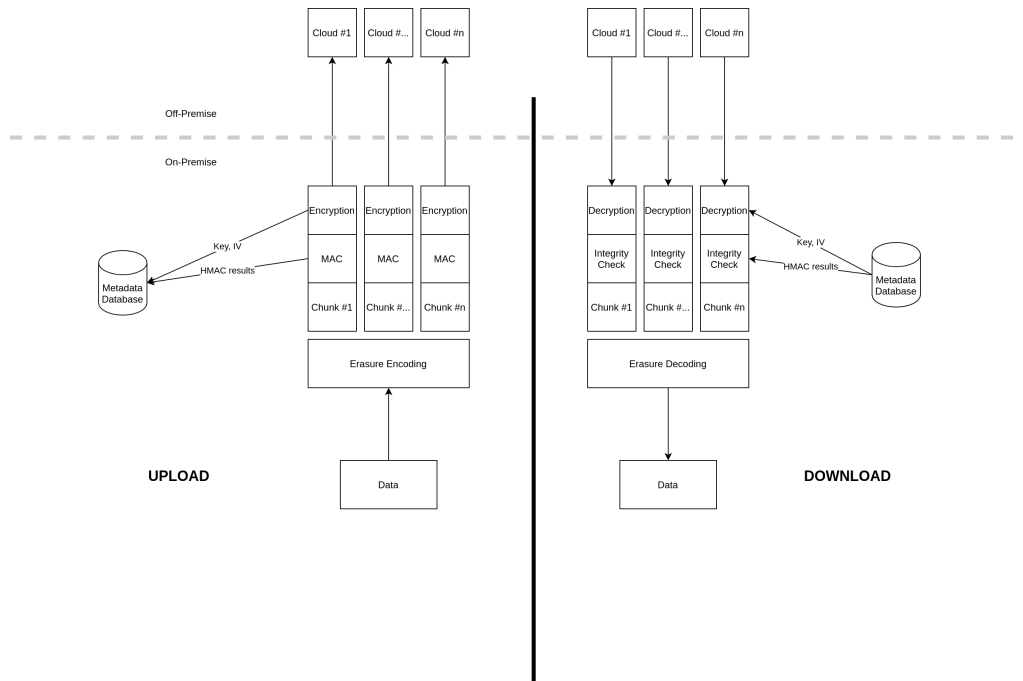 Cloud #1
Cloud #...
Cloud #n
Cloud #1
Cloud #...
Cloud #n
Off-Premise
On-Premise
Encryption
Encryption
Encryption
Decryption
Decryption
Decryption
Key, IV
Key, IV
MAC
MAC
MAC
Integrity
Check
Integrity
Check
Integrity
Check
HMAC results
HMAC results
Metadata
Database
Metadata
Database
Chunk #1
Chunk #...
Chunk #n
Chunk #1
Chunk #...
Chunk #n
Erasure Encoding
Erasure Decoding
UPLOAD
DOWNLOAD
Data
Data